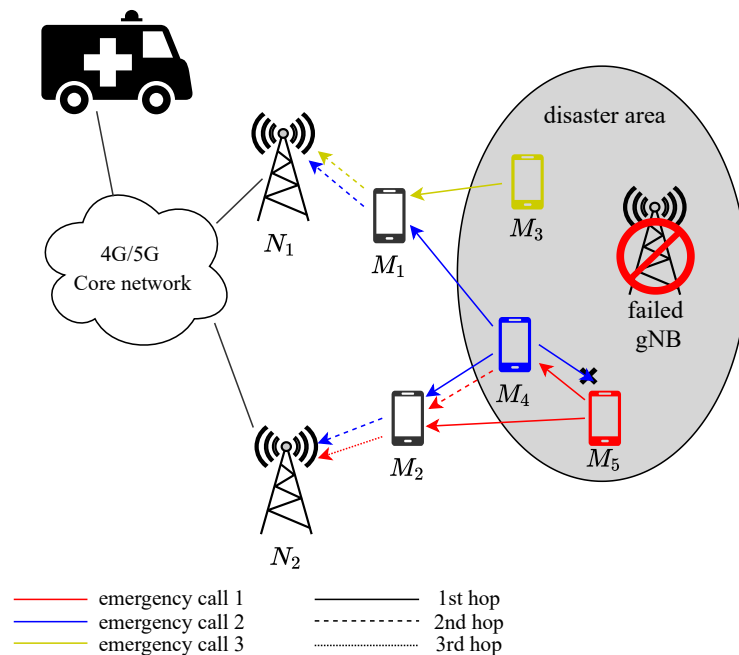 disaster area
N₁
M₃
4G/5G
Core network
M₁
failed
gNB
M₄
M₂
M₅
N₂
emergency call 1
emergency call 2
emergency call 3
1st hop
2nd hop
3rd hop